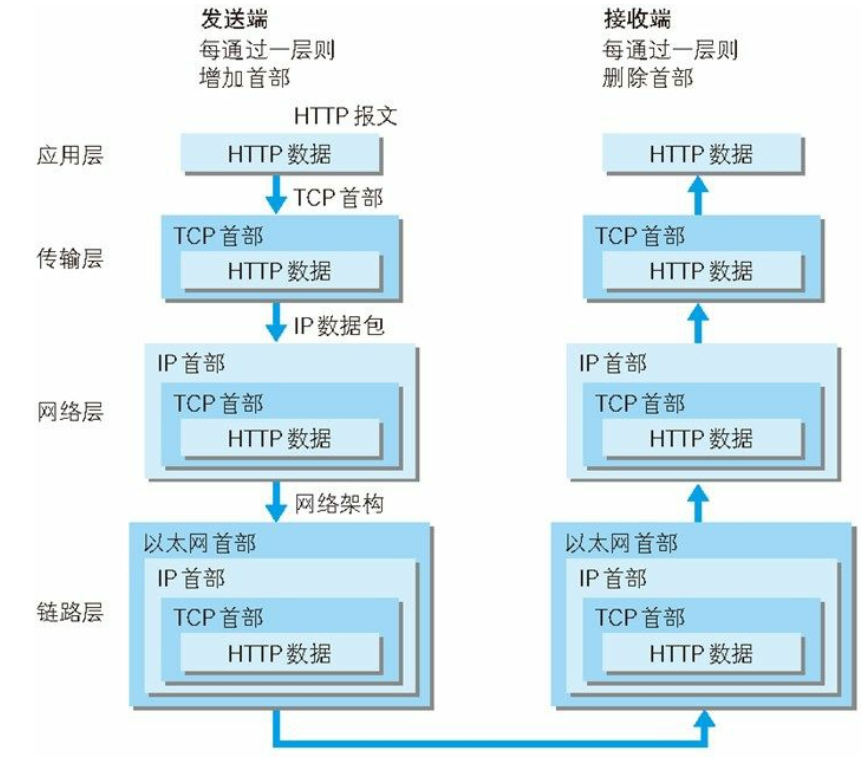 发送端
每通过一层则
增加首部
接收端
每通过一层则
删除首部
HTTP 报文
应用层
HTTP 数据
HTTP 数据
TCP 首部
传输层
TCP 首部
HTTP 数据
TCP 首部
HTTP 数据
IP 数据包
网络层
IP 首部
TCP 首部
HTTP 数据
IP 首部
TCP 首部
HTTP 数据
网络架构
链路层
以太网首部
IP 首部
TCP 首部
HTTP 数据
以太网首部
IP 首部
TCP 首部
HTTP 数据